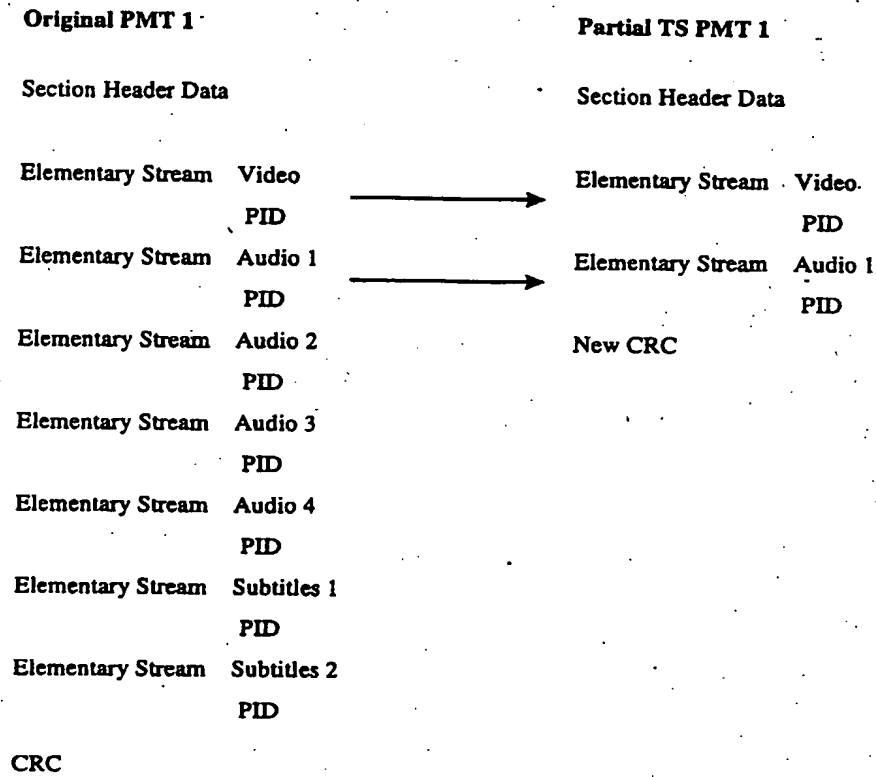 Original PMT 1
Section Header Data
Elementary Stream Video
PID
Elementary Stream Audio 1
PID
Elementary Stream Audio 2
PID
Elementary Stream Audio 3
PID
Elementary Stream Audio 4
PID
Elementary Stream Subtitles 1
PID
Elementary Stream Subtitles 2
PID
CRC
Partial TS PMT 1
Section Header Data
Elementary Stream Video
PID
Elementary Stream Audio 1
PID
New CRC